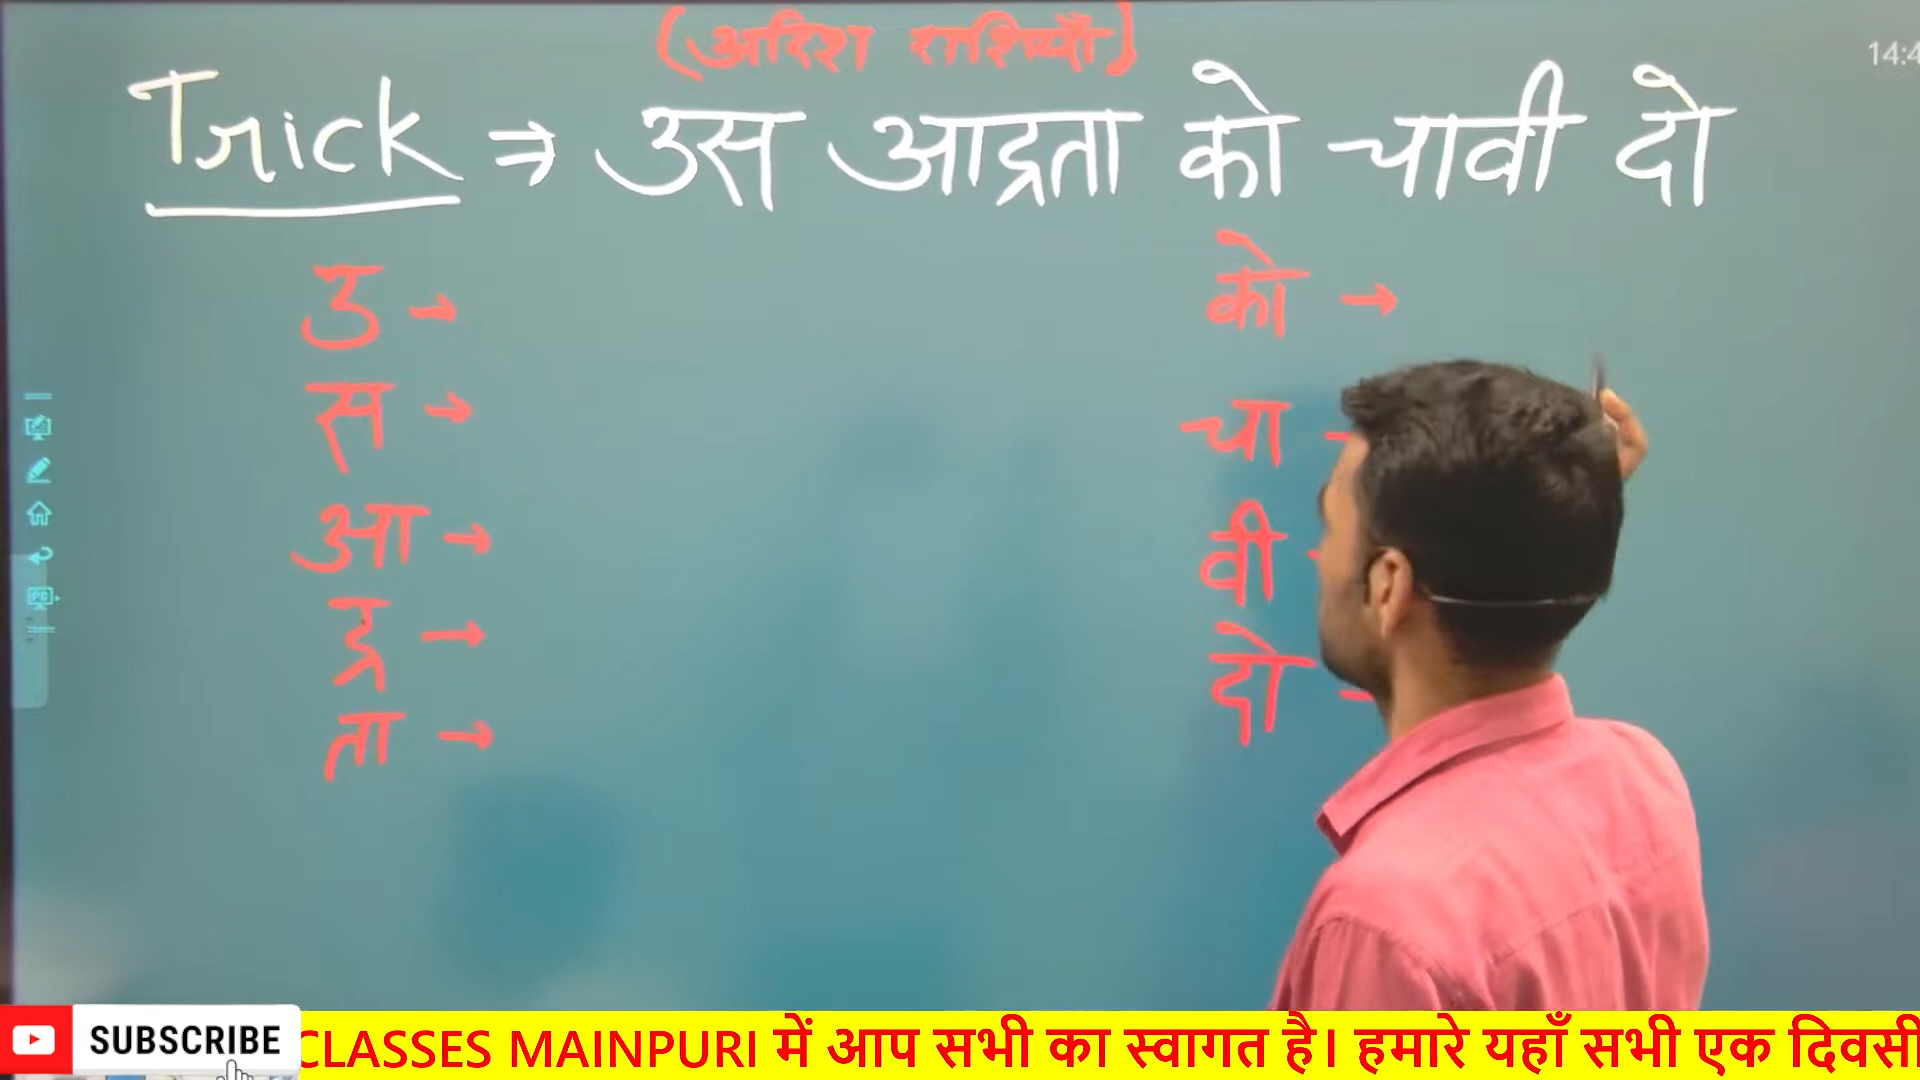 (अदिश राशियाँ)
14:4
Trick ⇒ उस आद्रता को चावी दो
उ →
स →
आ →
द्र →
ता →
को →
चा
वी
दो
SUBSCRIBE
CLASSES MAINPURI में आप सभी का स्वागत है। हमारे यहाँ सभी एक दिवसी